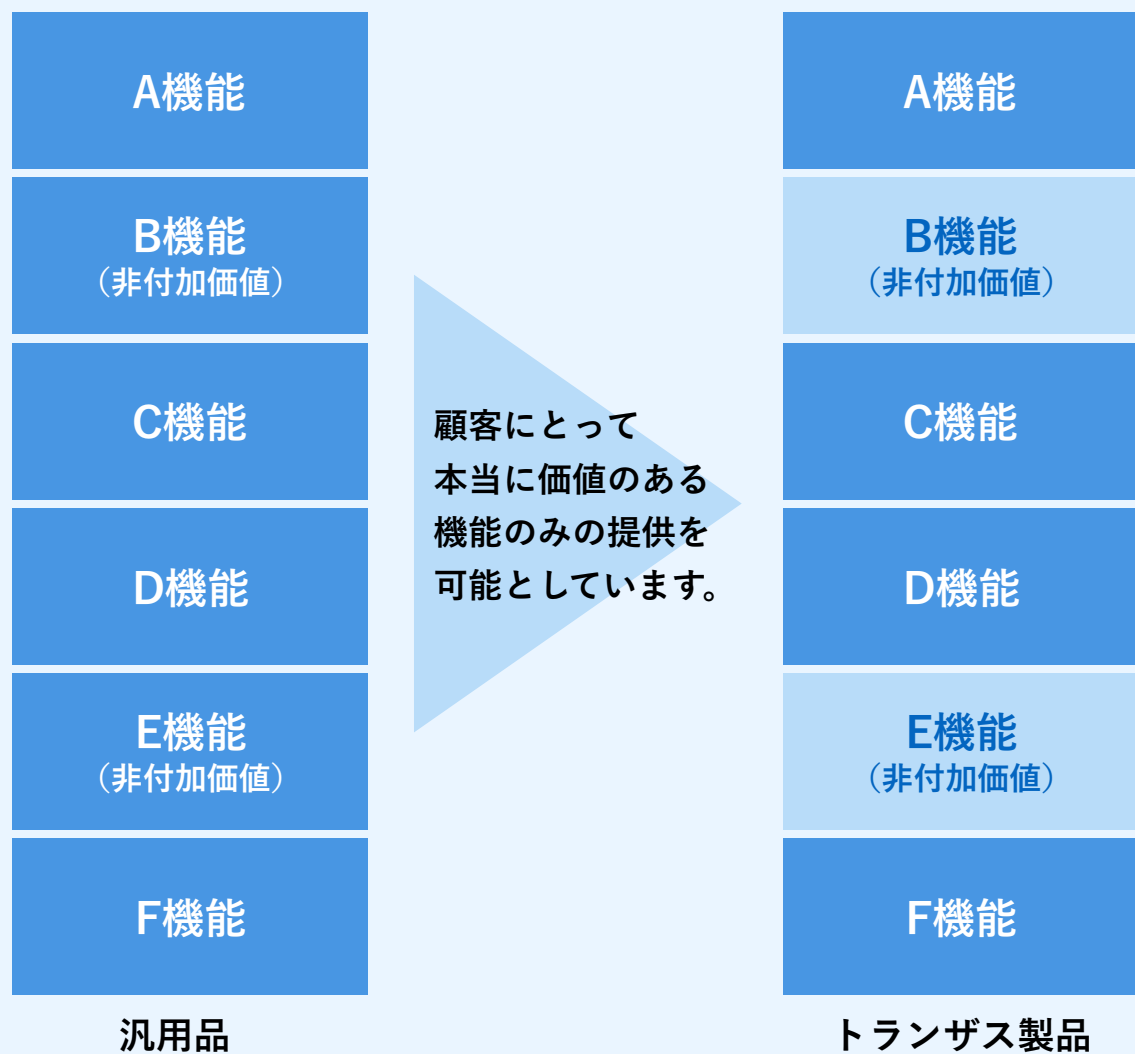 A機能
B機能
（非付加価値）
C機能
D機能
E機能
（非付加価値）
F機能
汎用品
顧客にとって
本当に価値のある
機能のみの提供を
可能としています。
A機能
B機能
（非付加価値）
C機能
D機能
E機能
（非付加価値）
F機能
トランザス製品